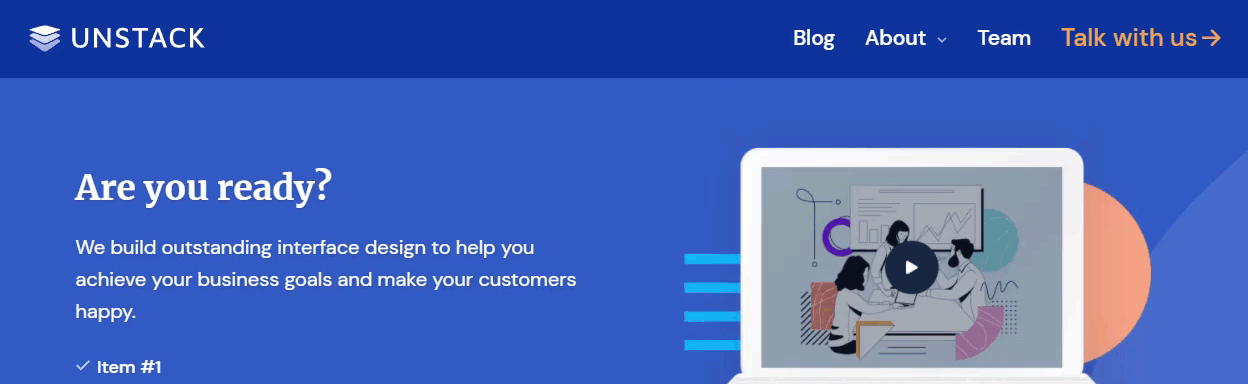 UNSTACK
Blog
About
Team
Talk with us
Are you ready?
We build outstanding interface design to help you
achieve your business goals and make your customers
happy.
Item #1